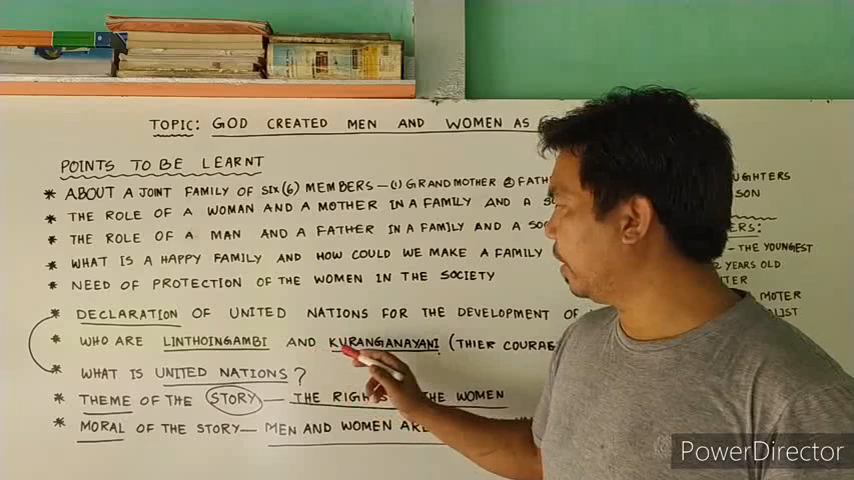 TOPIC: GOD CREATED MEN AND WOMEN AS
POINTS TO BE LEARNT
* ABOUT A JOINT FAMILY OF SIX(6) MEMBERS — (1) GRANDMOTHER (2) FATH UGHTERS
* THE ROLE OF A WOMAN AND A MOTHER IN A FAMILY AND A SON
* THE ROLE OF A MAN AND A FATHER IN A FAMILY AND A SO ERS:
* WHAT IS A HAPPY FAMILY AND HOW COULD WE MAKE A FAMILY — THE YOUNGEST
* NEED OF PROTECTION OF THE WOMEN IN THE SOCIETY YEARS OLD
TER
* DECLARATION OF UNITED NATIONS FOR THE DEVELOPMENT OF MOTER
* WHO ARE LINTHOINGAMBI AND KURANGANAYANI (THIER COURAG ALIST
* WHAT IS UNITED NATIONS?
* THEME OF THE STORY — THE RIGHTS THE WOMEN
* MORAL OF THE STORY — MEN AND WOMEN ARE
PowerDirector